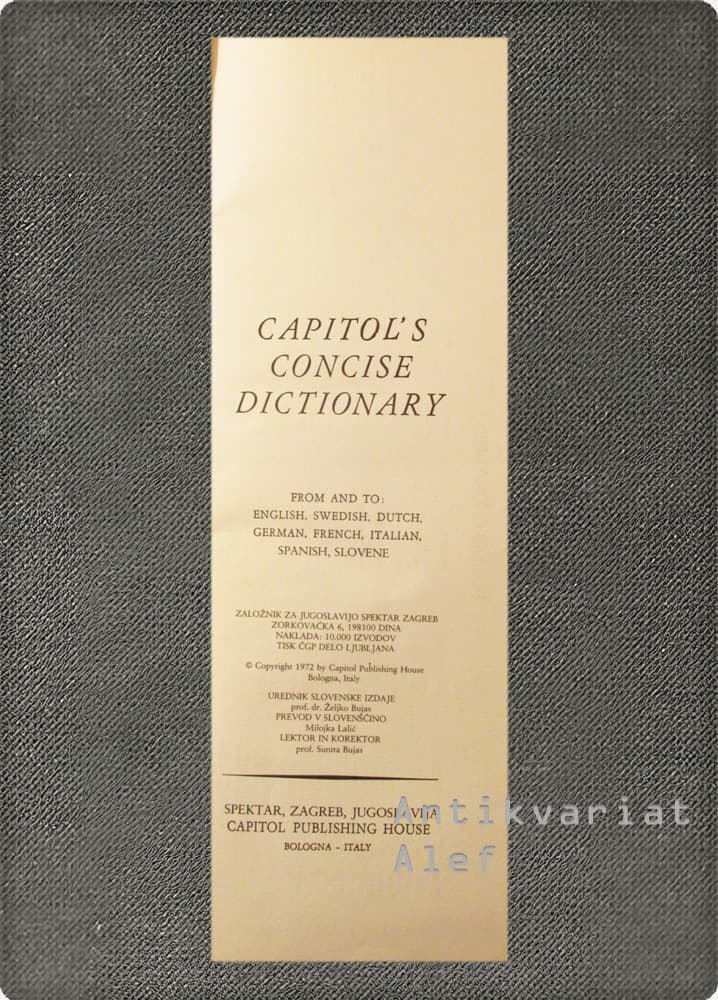 CAPITOL'S
CONCISE
DICTIONARY
FROM AND TO:
ENGLISH, SWEDISH, DUTCH,
GERMAN, FRENCH, ITALIAN,
SPANISH, SLOVENE
ZALOŽNIK ZA JUGOSLAVIJO SPEKTAR ZAGREB
ZORKOVAČKA 6, 198100 DINA
NAKLADA: 10.000 IZVODOV
TISK ČGP DELO LJUBLJANA
© Copyright 1972 by Capitol Publishing House
Bologna, Italy
UREDNIK SLOVENSKE IZDAJE
prof. dr. Željko Bujas
PREVOD V SLOVENŠČINO
Milojka Lalić
LEKTOR IN KOREKTOR
prof. Sunita Bujas
SPEKTAR, ZAGREB, JUGOSLAVIJA
CAPITOL PUBLISHING HOUSE
BOLOGNA – ITALY
Antikvariat
Alef